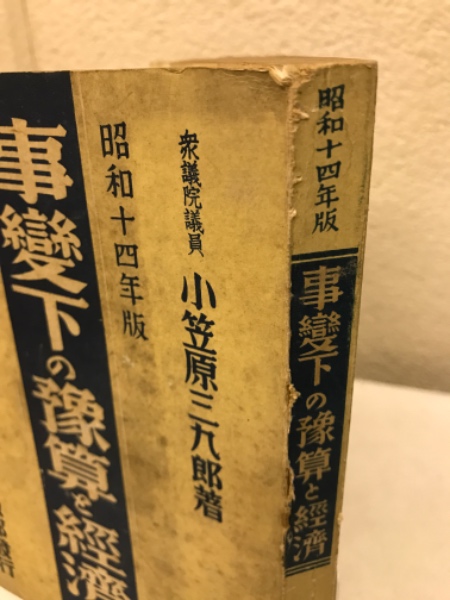 昭和十四年版
事變下の豫算と經濟
衆議院議員 小笠原三九郎著
昭和十四年版
事變下の豫算と經濟
發行